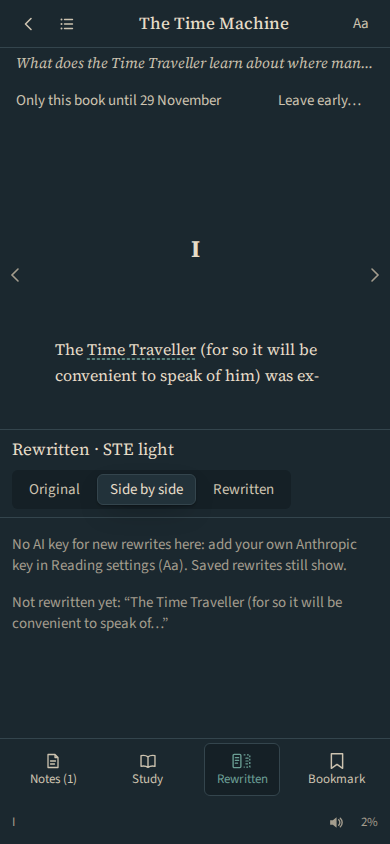 The Time Machine
Aa
What does the Time Traveller learn about where man...
Only this book until 29 November
Leave early…
I
The Time Traveller (for so it will be
convenient to speak of him) was ex-
Rewritten · STE light
Original
Side by side
Rewritten
No AI key for new rewrites here: add your own Anthropic
key in Reading settings (Aa). Saved rewrites still show.
Not rewritten yet: “The Time Traveller (for so it will be
convenient to speak of…”
Notes (1)
Study
Rewritten
Bookmark
I
2%